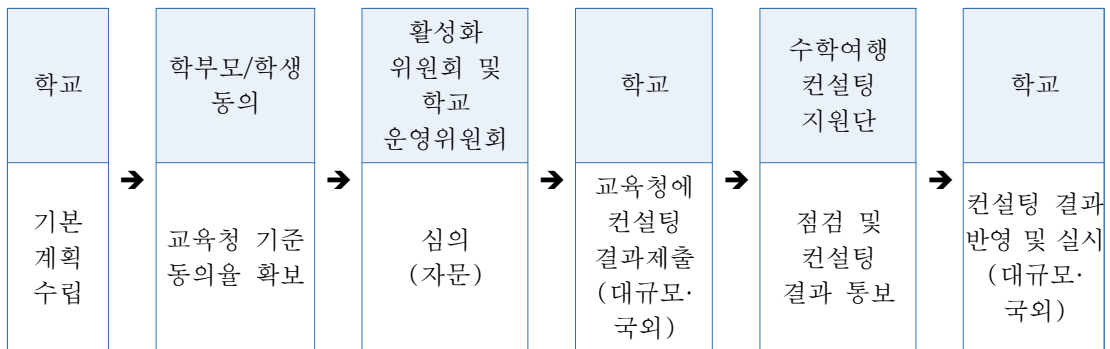 학교
학부모/학생
동의
활성화
위원회 및
학교
운영위원회
학교
수학여행
컨설팅
지원단
학교
기본
계획
수립
➔
교육청 기준
동의율 확보
➔
심의
(자문)
➔
교육청에
컨설팅
결과제출
(대규모·
국외)
➔
점검 및
컨설팅
결과 통보
➔
컨설팅 결과
반영 및 실시
(대규모·
국외)